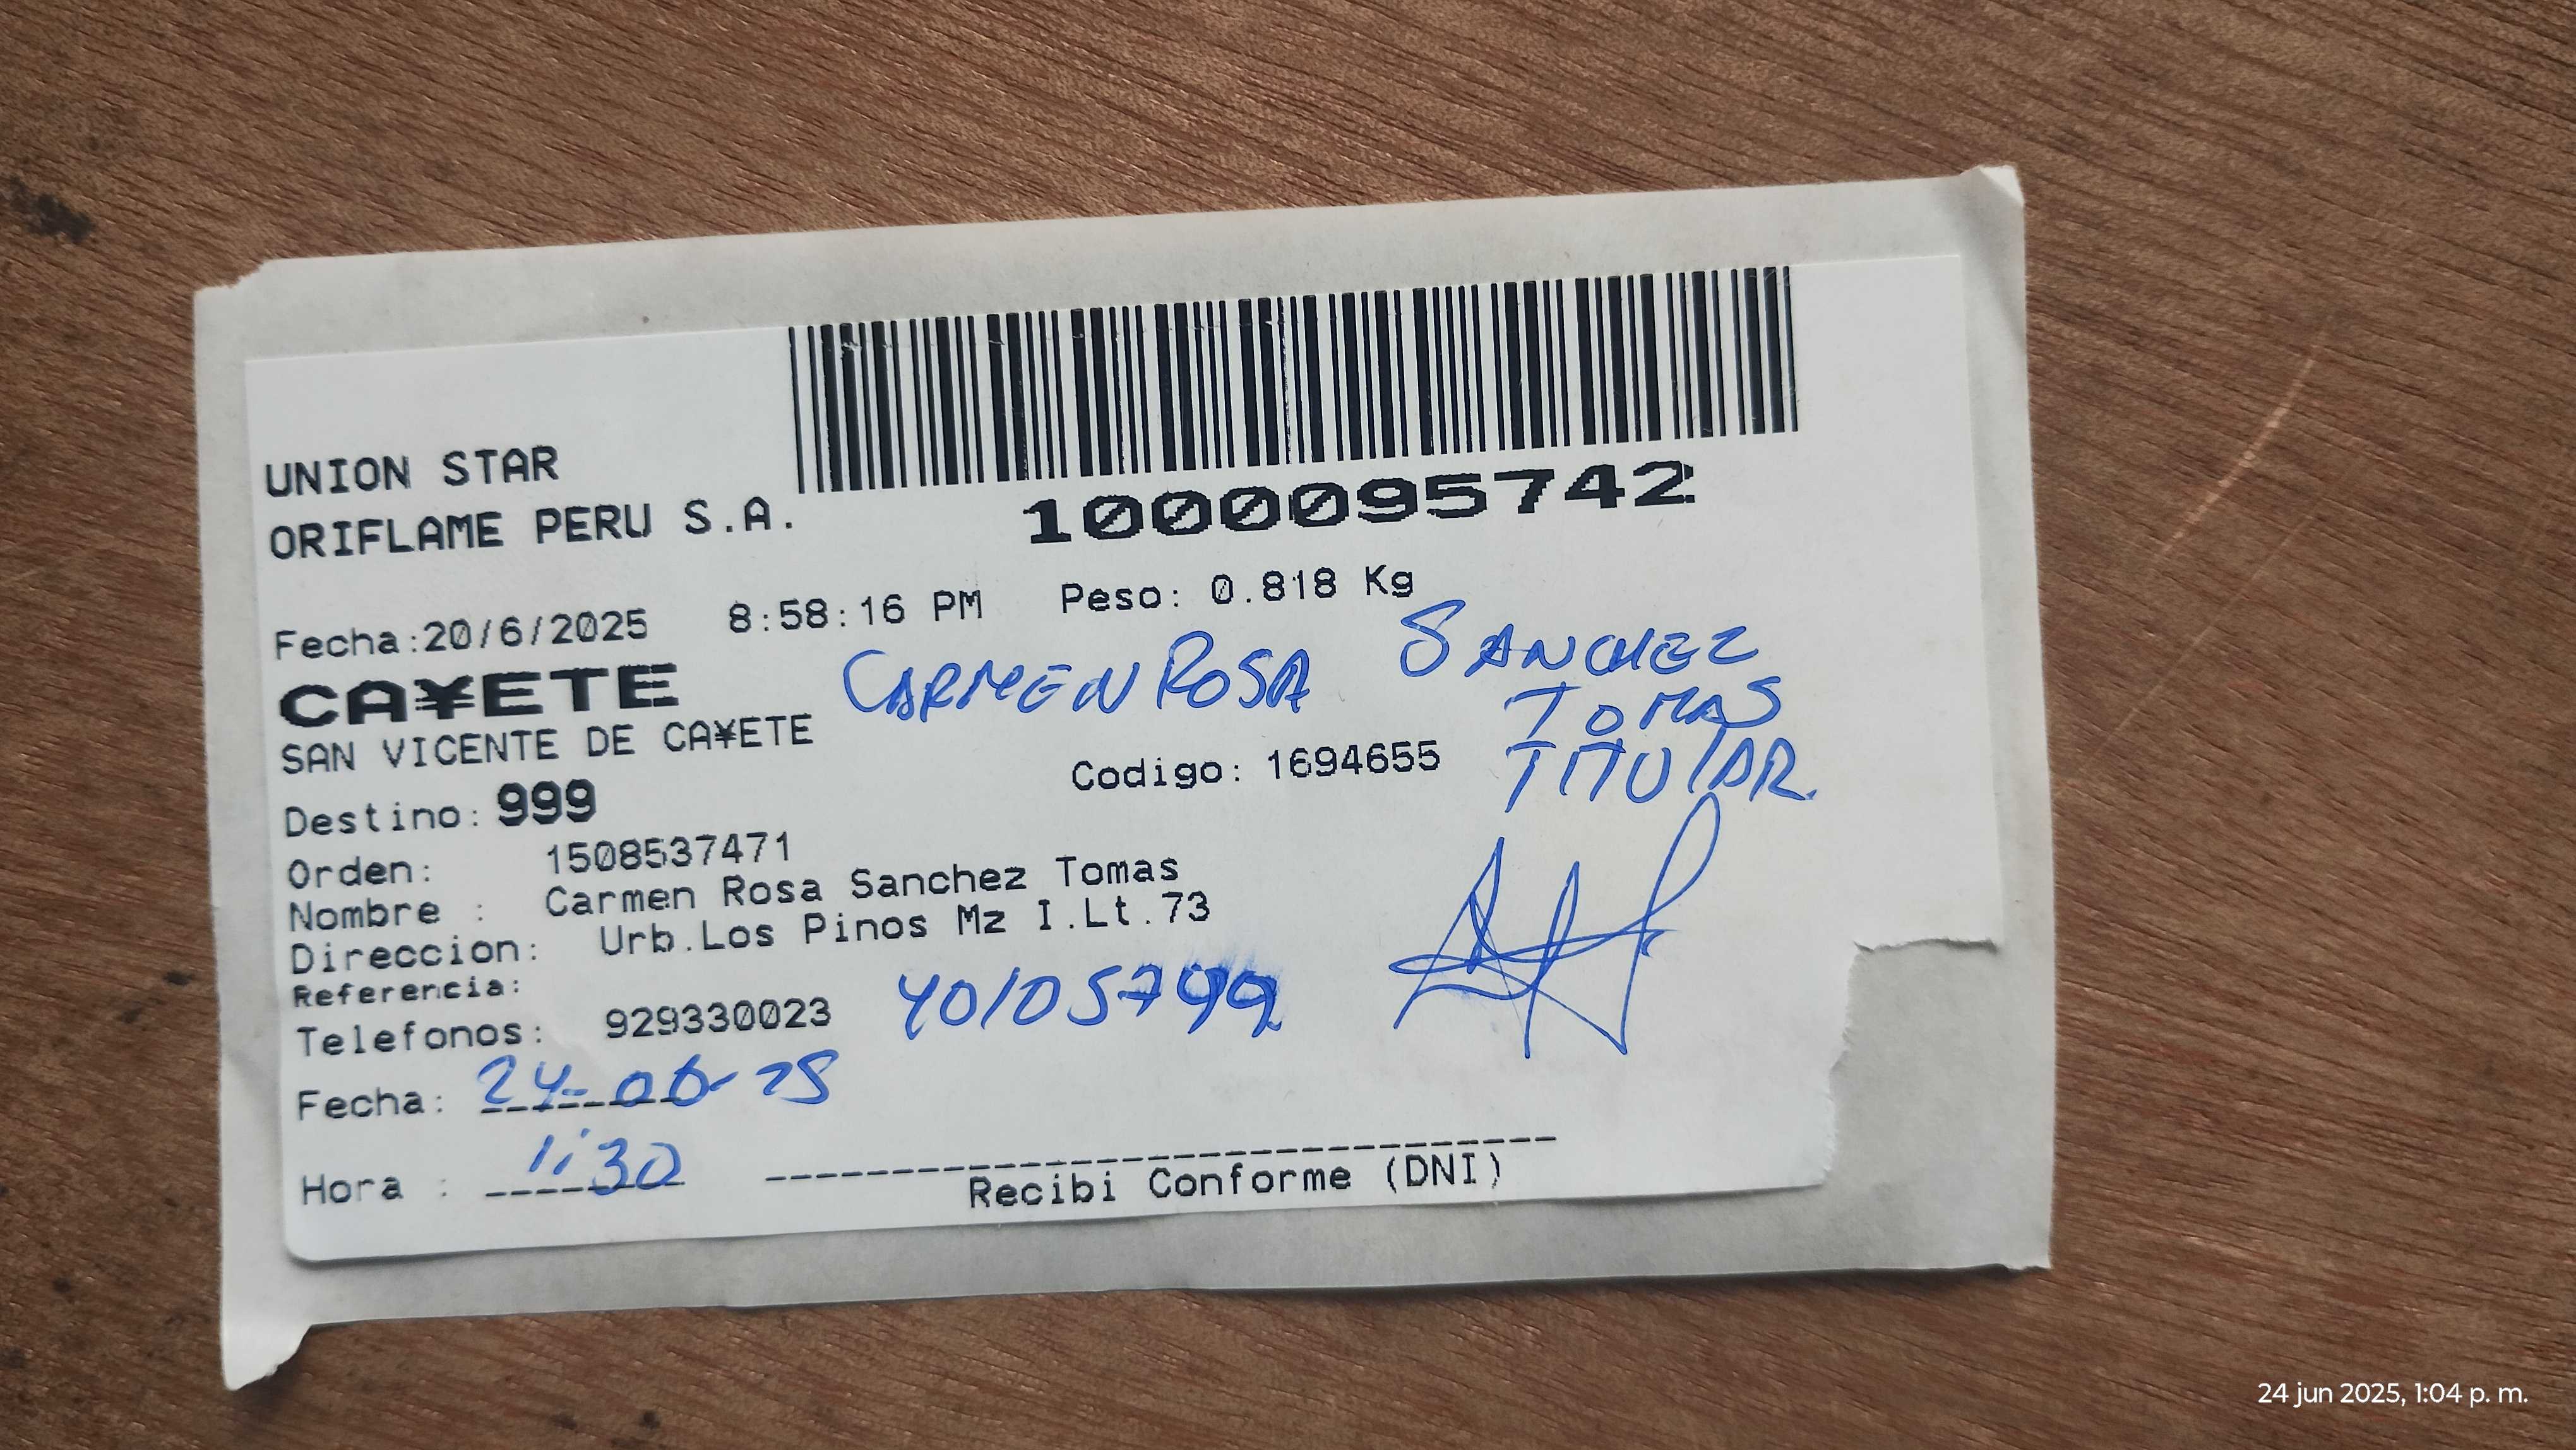 UNION STAR
ORIFLAME PERU S.A.
1000095742
Fecha:20/6/2025 8:58:16 PM Peso: 0.818 Kg
CA¥ETE
CARMEN ROSA SANCHEZ
TOMAS
TITULAR
SAN VICENTE DE CA¥ETE
Destino: 999 Codigo: 1694655
Orden: 1508537471
Nombre : Carmen Rosa Sanchez Tomas
Direccion: Urb.Los Pinos Mz I.Lt.73
Referencia:
Telefonos: 929330023
Fecha: 24-06-25
Hora : 1:30
Recibi Conforme (DNI)
24 jun 2025, 1:04 p. m.